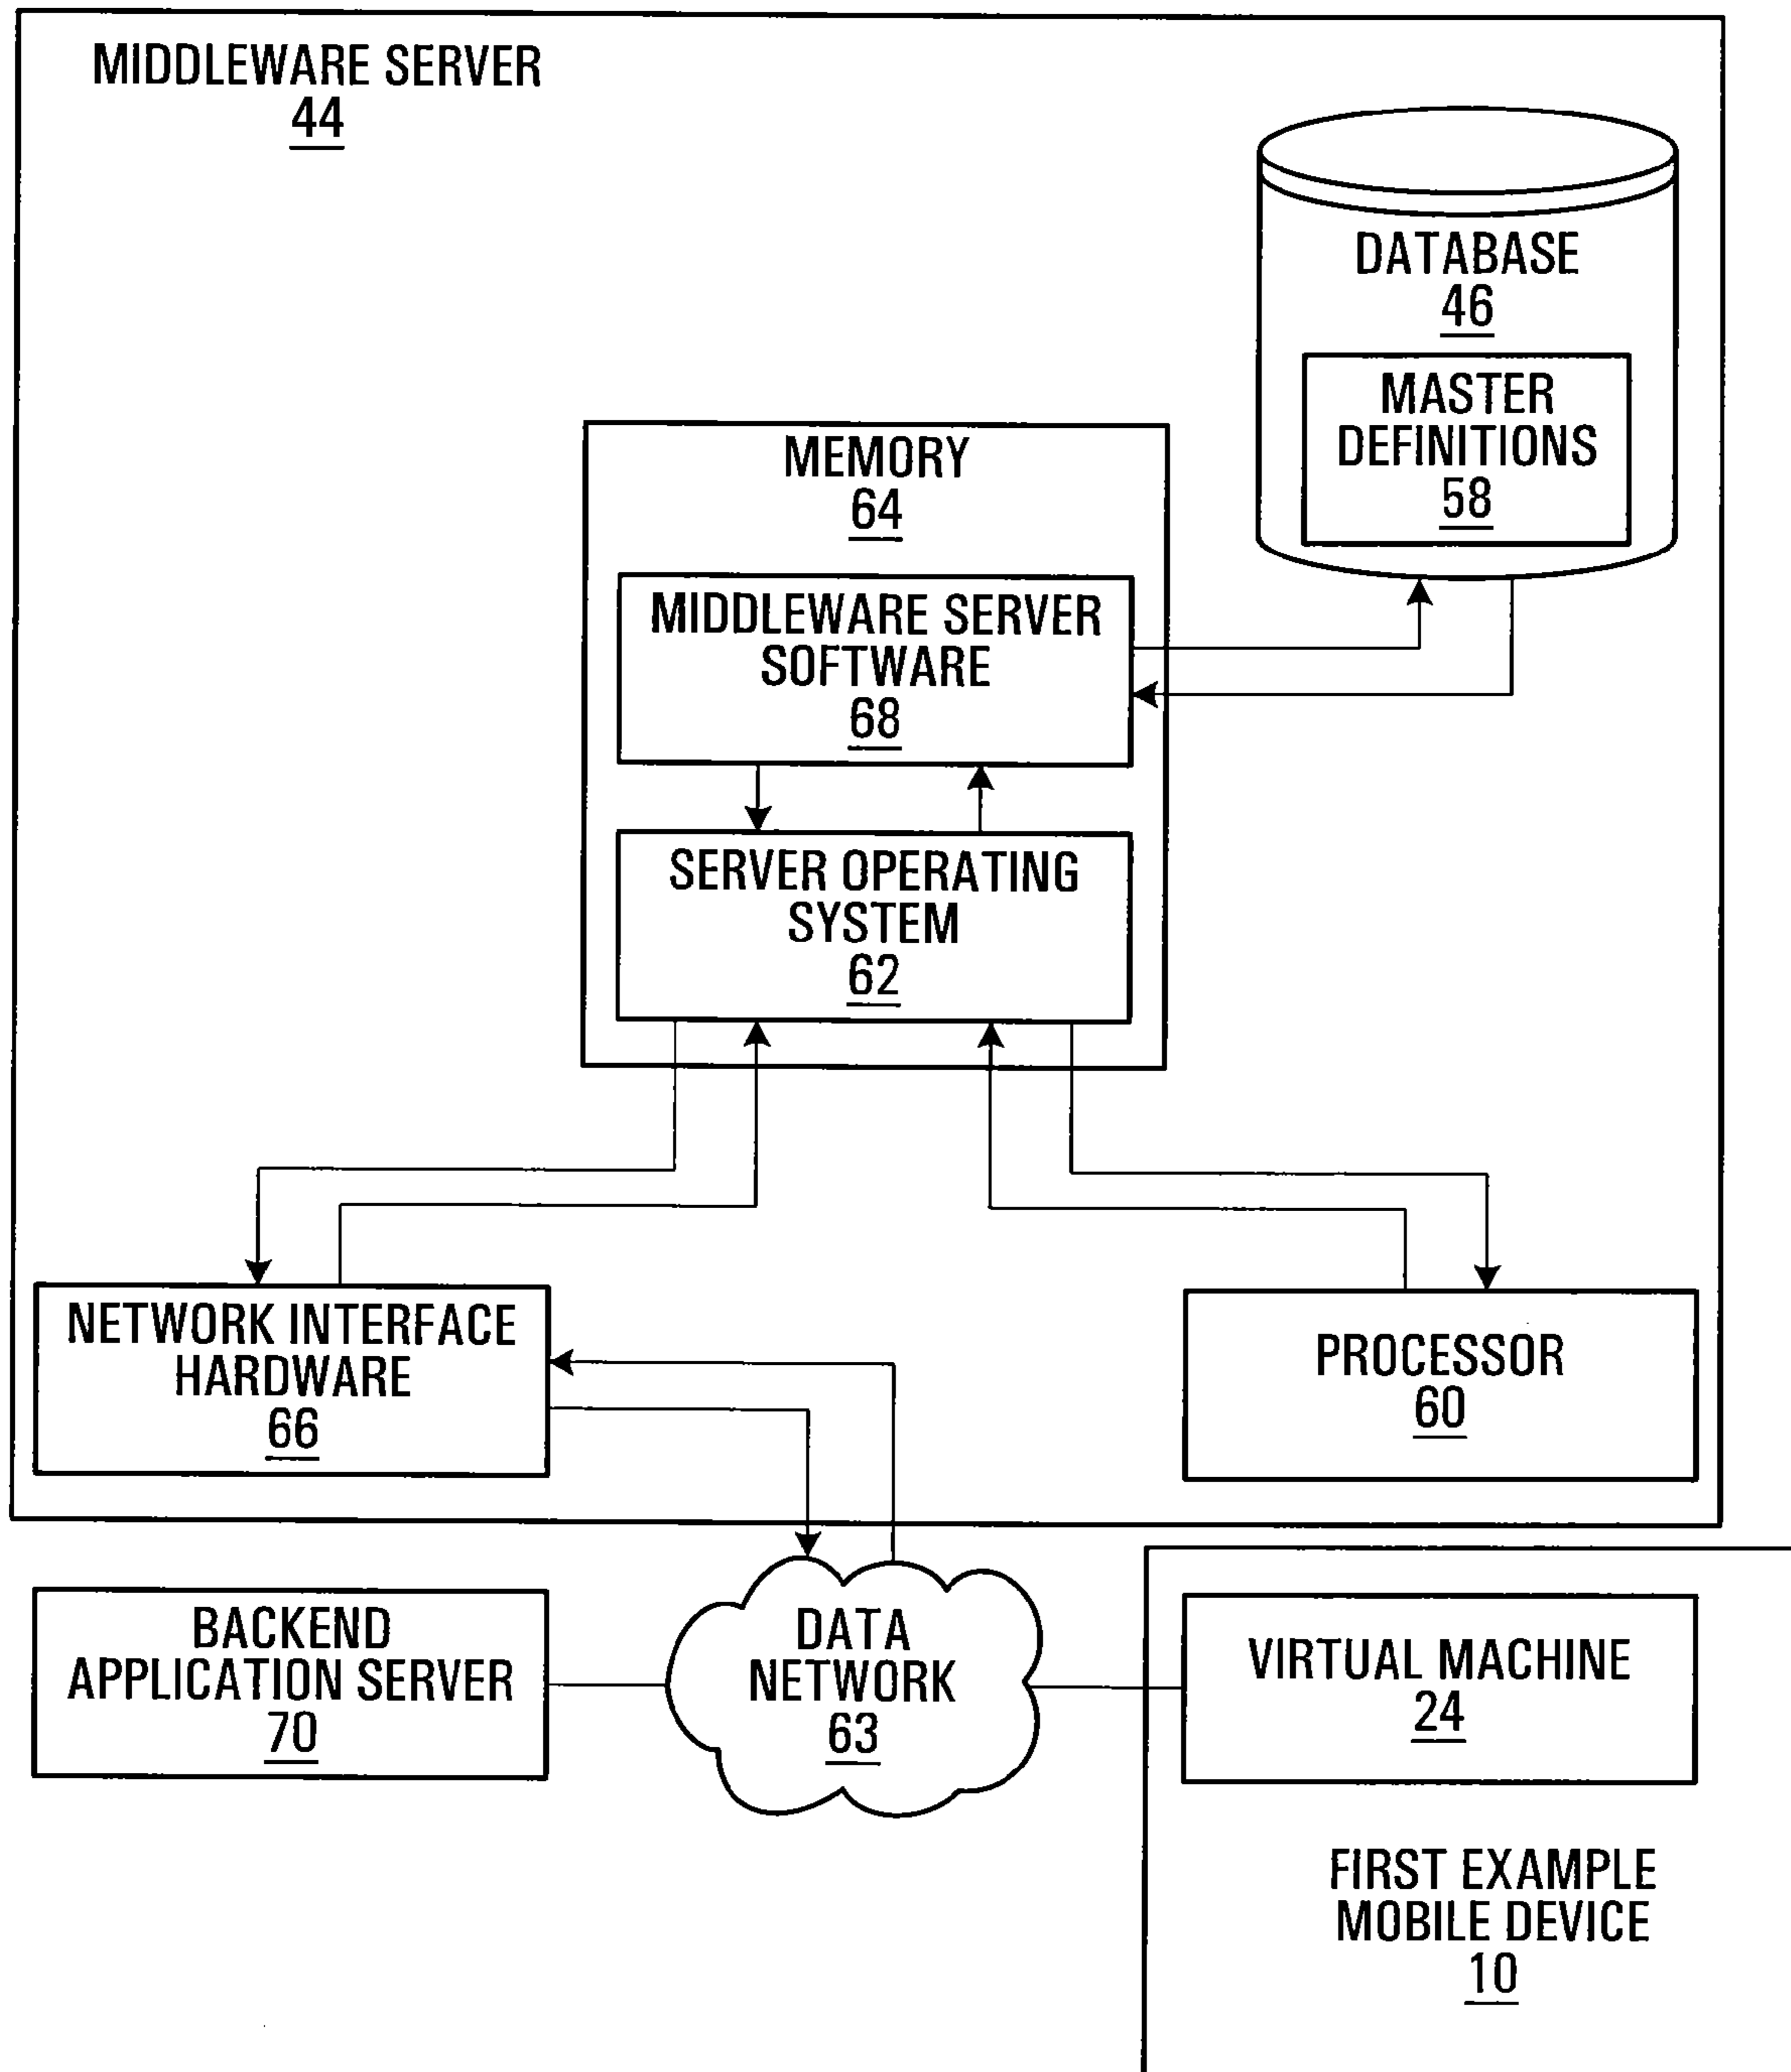 MIDDLEWARE SERVER
44
DATABASE
46
MASTER
DEFINITIONS
58
MEMORY
64
MIDDLEWARE SERVER
SOFTWARE
68
SERVER OPERATING
SYSTEM
62
NETWORK INTERFACE
HARDWARE
66
PROCESSOR
60
BACKEND
APPLICATION SERVER
70
DATA
NETWORK
63
VIRTUAL MACHINE
24
FIRST EXAMPLE
MOBILE DEVICE
10